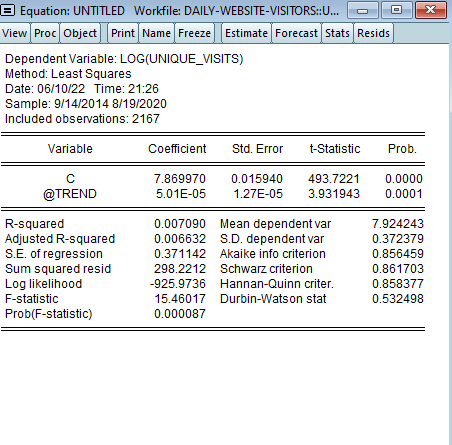 Equation: UNTITLED Workfile: DAILY-WEBSITE-VISITORS::U...
View Proc Object Print Name Freeze Estimate Forecast Stats Resids
Dependent Variable: LOG(UNIQUE_VISITS)
Method: Least Squares
Date: 06/10/22 Time: 21:26
Sample: 9/14/2014 8/19/2020
Included observations: 2167
Variable Coefficient Std. Error t-Statistic Prob.
C 7.869970 0.015940 493.7221 0.0000
@TREND 5.01E-05 1.27E-05 3.931943 0.0001
R-squared 0.007090 Mean dependent var 7.924243
Adjusted R-squared 0.006632 S.D. dependent var 0.372379
S.E. of regression 0.371142 Akaike info criterion 0.856459
Sum squared resid 298.2212 Schwarz criterion 0.861703
Log likelihood -925.9736 Hannan-Quinn criter. 0.858377
F-statistic 15.46017 Durbin-Watson stat 0.532498
Prob(F-statistic) 0.000087